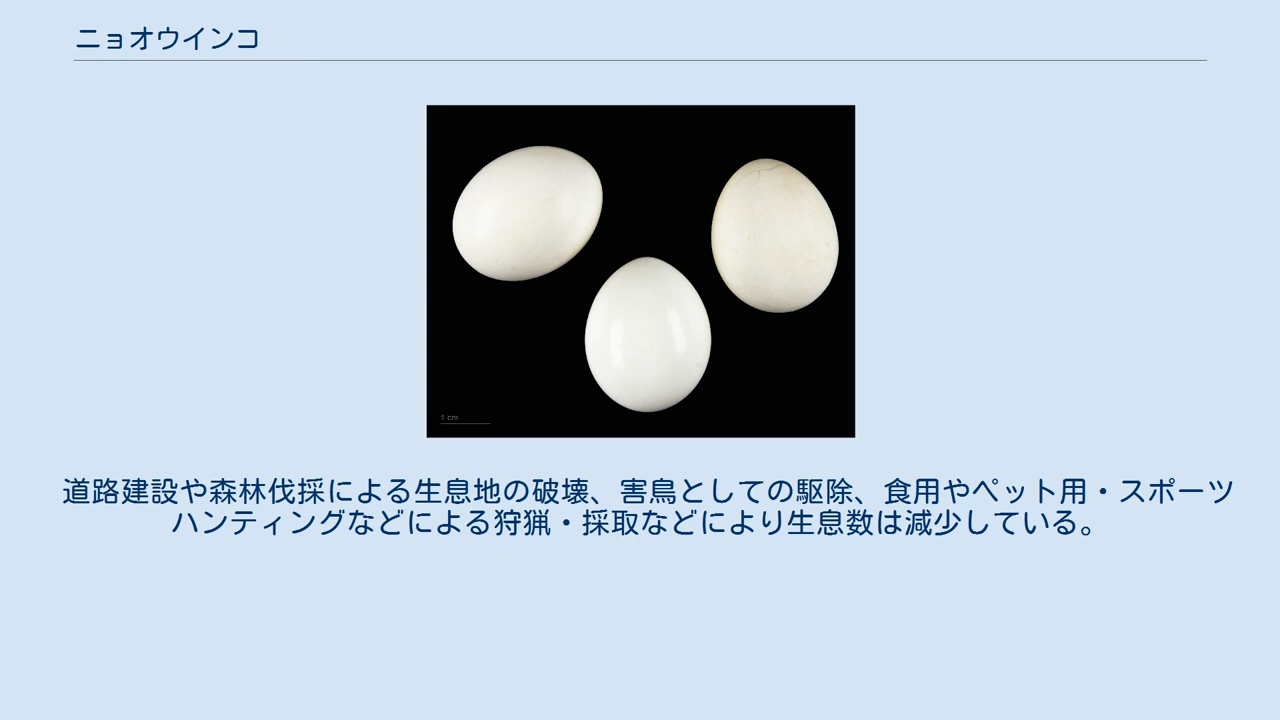 ニョオウインコ
1 cm
道路建設や森林伐採による生息地の破壊、害鳥としての駆除、食用やペット用・スポーツ
ハンティングなどによる狩猟・採取などにより生息数は減少している。